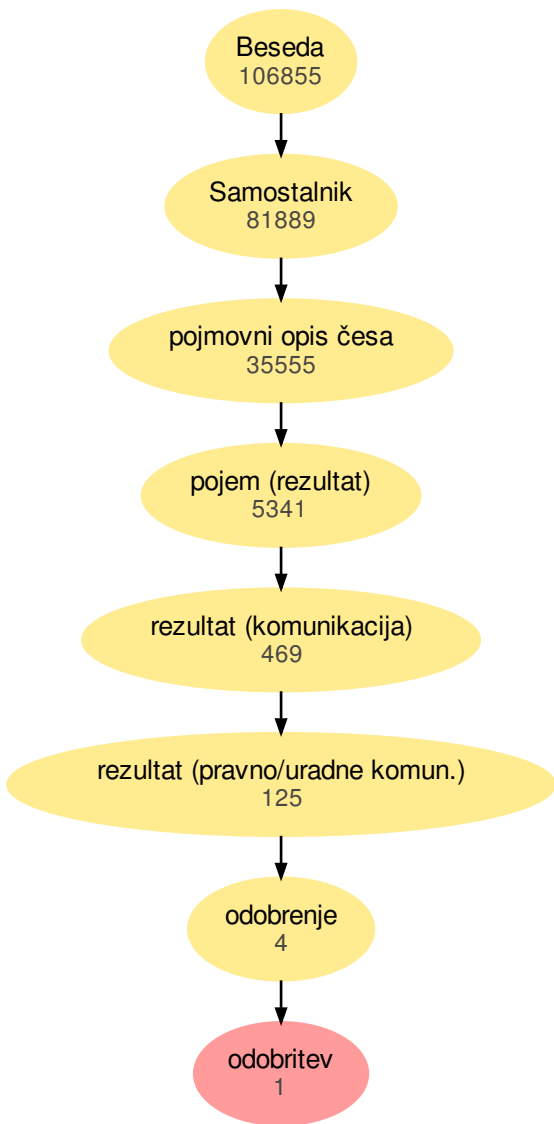 Beseda
106855
Samostalnik
81889
pojmovni opis česa
35555
pojem (rezultat)
5341
rezultat (komunikacija)
469
rezultat (pravno/uradne komun.)
125
odobrenje
4
odobritev
1